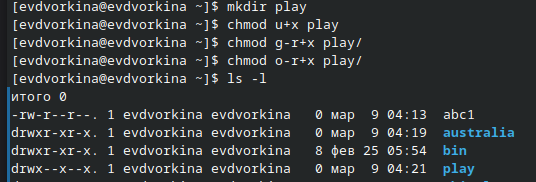 [evdvorkina@evdvorkina ~]$ mkdir play
[evdvorkina@evdvorkina ~]$ chmod u+x play
[evdvorkina@evdvorkina ~]$ chmod g-r+x play/
[evdvorkina@evdvorkina ~]$ chmod o-r+x play/
[evdvorkina@evdvorkina ~]$ ls -l
итого 0
-rw-r--r--. 1 evdvorkina evdvorkina 0 мар 9 04:13 abc1
drwxr-xr-x. 1 evdvorkina evdvorkina 0 мар 9 04:19 australia
drwxr-xr-x. 1 evdvorkina evdvorkina 8 фев 25 05:54 bin
drwx--x--x. 1 evdvorkina evdvorkina 0 мар 9 04:21 play